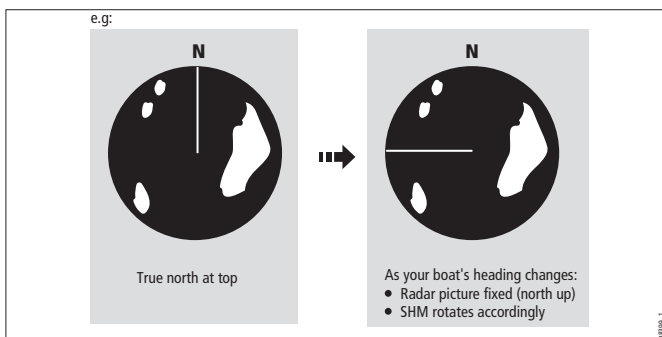 e.g:
N
True north at top
N
As your boat's heading changes:
● Radar picture fixed (north up)
● SHM rotates accordingly